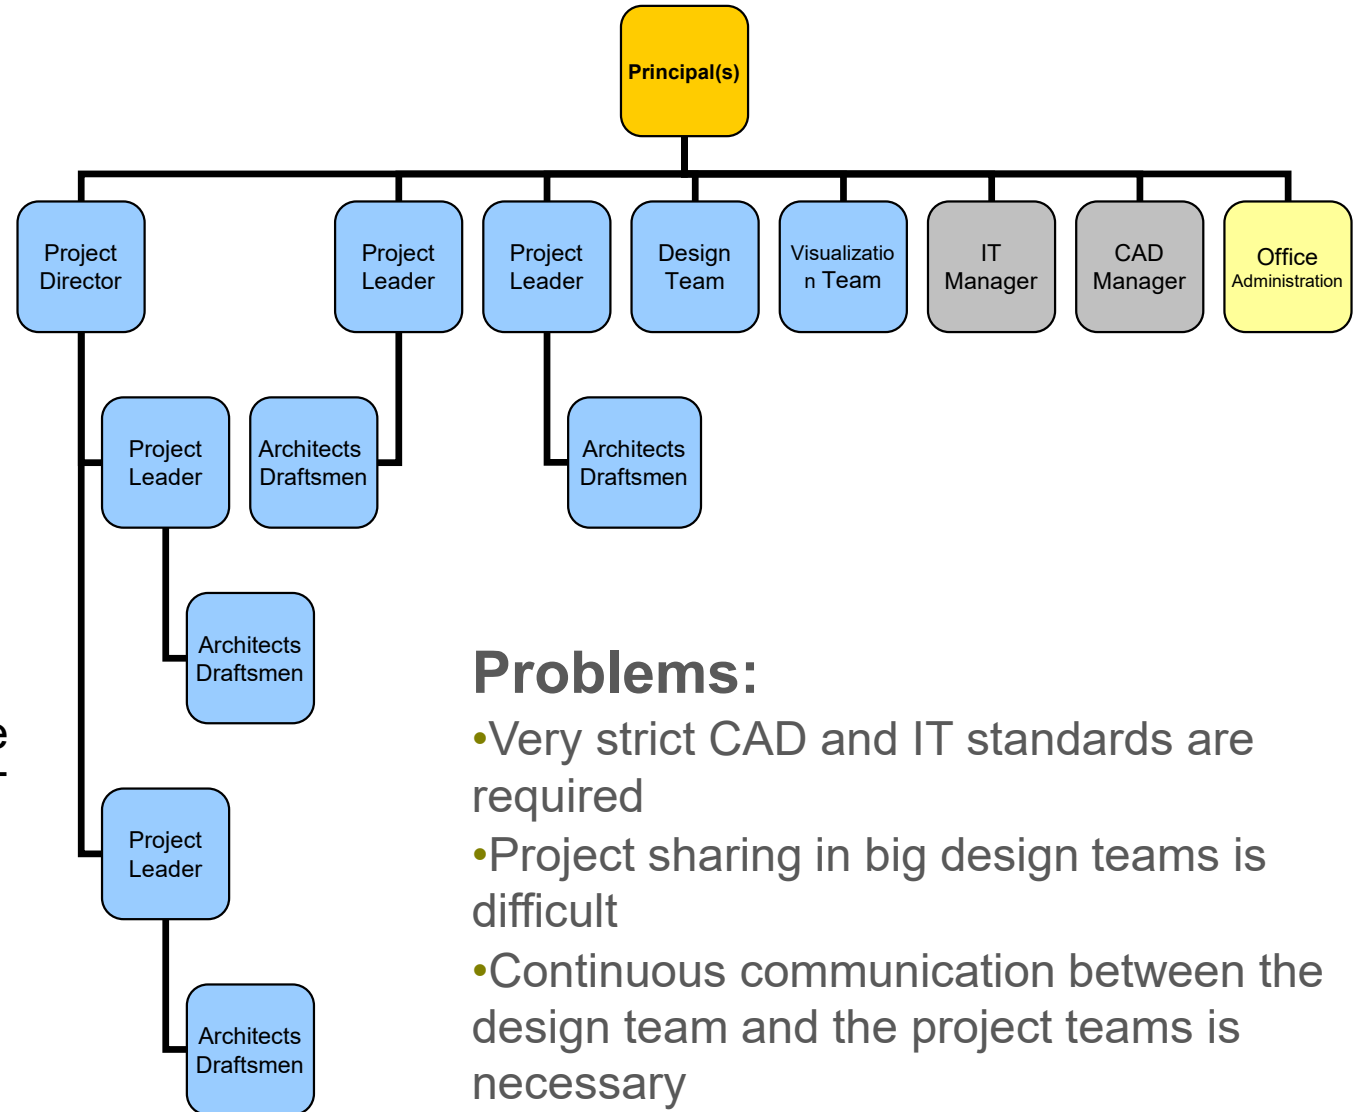 Principal(s)
Project
Director
Project
Leader
Project
Leader
Design
Team
Visualizatio
n Team
IT
Manager
CAD
Manager
Office
Administration
Project
Leader
Architects
Draftsmen
Architects
Draftsmen
Architects
Draftsmen
Project
Leader
Architects
Draftsmen
Problems:
•Very strict CAD and IT standards are
required
•Project sharing in big design teams is
difficult
•Continuous communication between the
design team and the project teams is
necessary